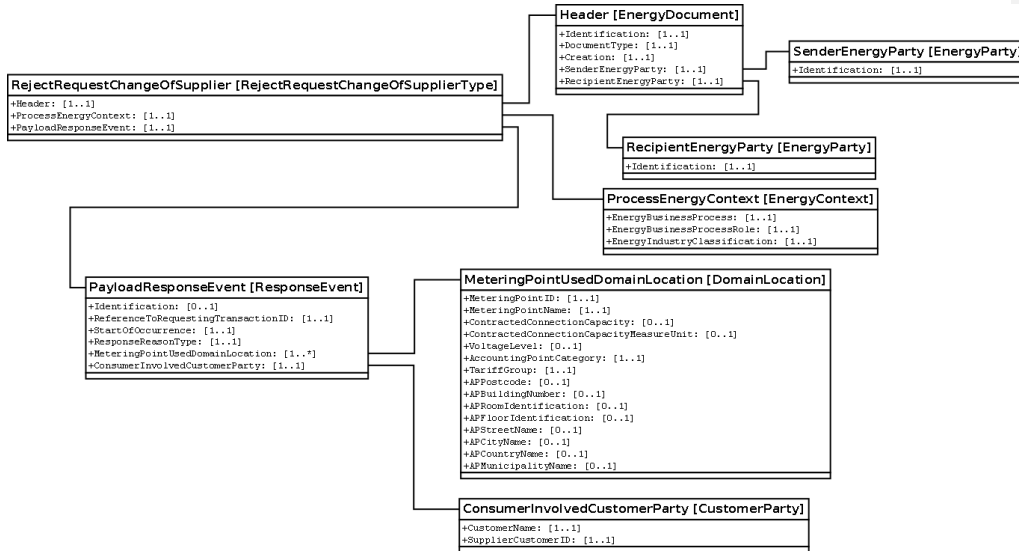 Header [EnergyDocument]
+Identification: [1..1]
+DocumentType: [1..1]
+Creation: [1..1]
+SenderEnergyParty: [1..1]
+RecipientEnergyParty: [1..1]
SenderEnergyParty [EnergyParty]
+Identification: [1..1]
RejectRequestChangeOfSupplier [RejectRequestChangeOfSupplierType]
+Header: [1..1]
+ProcessEnergyContext: [1..1]
+PayloadResponseEvent: [1..1]
RecipientEnergyParty [EnergyParty]
+Identification: [1..1]
ProcessEnergyContext [EnergyContext]
+EnergyBusinessProcess: [1..1]
+EnergyBusinessProcessRole: [1..1]
+EnergyIndustryClassification: [1..1]
PayloadResponseEvent [ResponseEvent]
+Identification: [0..1]
+ReferenceToRequestingTransactionID: [1..1]
+StartOfOccurrence: [1..1]
+ResponseReasonType: [1..1]
+MeteringPointUsedDomainLocation: [1..*]
+ConsumerInvolvedCustomerParty: [1..1]
MeteringPointUsedDomainLocation [DomainLocation]
+MeteringPointID: [1..1]
+MeteringPointName: [1..1]
+ContractedConnectionCapacity: [0..1]
+ContractedConnectionCapacityMeasureUnit: [0..1]
+VoltageLevel: [0..1]
+AccountingPointCategory: [1..1]
+TariffGroup: [1..1]
+APPostcode: [0..1]
+APBuildingNumber: [0..1]
+APRoomIdentification: [0..1]
+APFloorIdentification: [0..1]
+APStreetName: [0..1]
+APCityName: [0..1]
+APCountryName: [0..1]
+APMunicipalityName: [0..1]
ConsumerInvolvedCustomerParty [CustomerParty]
+CustomerName: [1..1]
+SupplierCustomerID: [1..1]